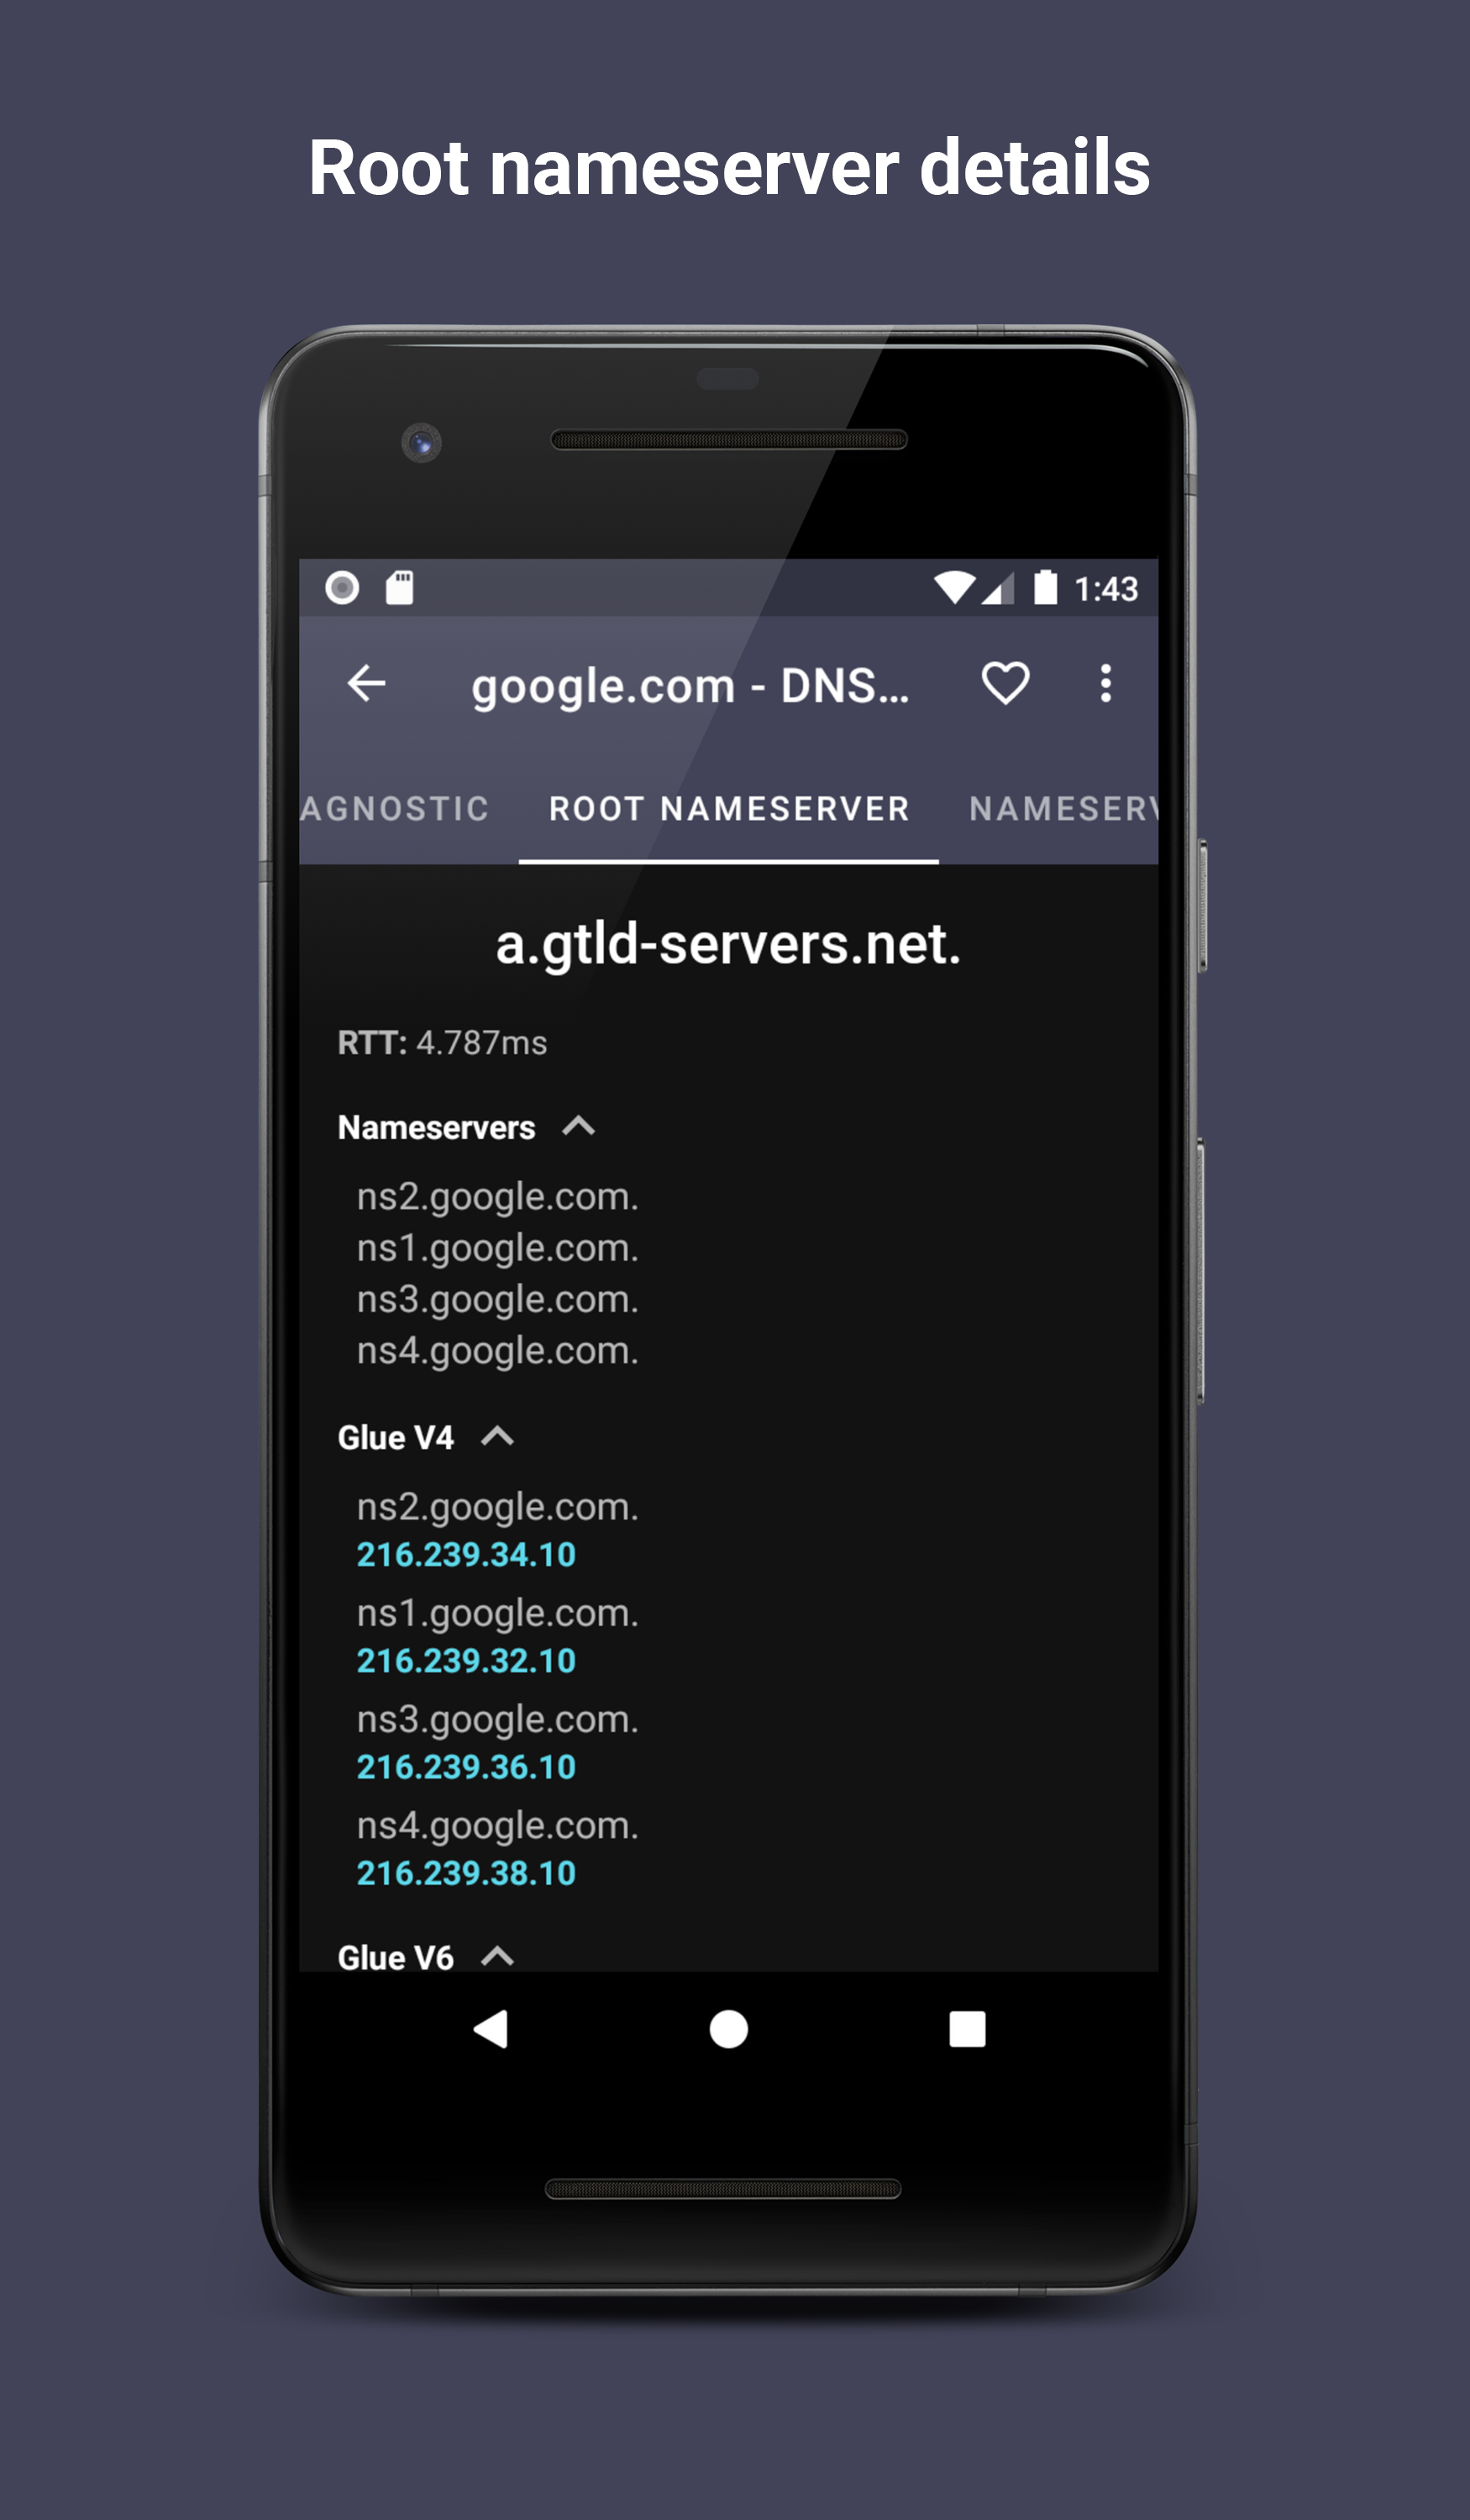 Root nameserver details
1:43
google.com - DNS...
AGNOSTIC ROOT NAMESERVER NAMESERV
a.gtld-servers.net.
RTT: 4.787ms
Nameservers
ns2.google.com.
ns1.google.com.
ns3.google.com.
ns4.google.com.
Glue V4
ns2.google.com.
216.239.34.10
ns1.google.com.
216.239.32.10
ns3.google.com.
216.239.36.10
ns4.google.com.
216.239.38.10
Glue V6